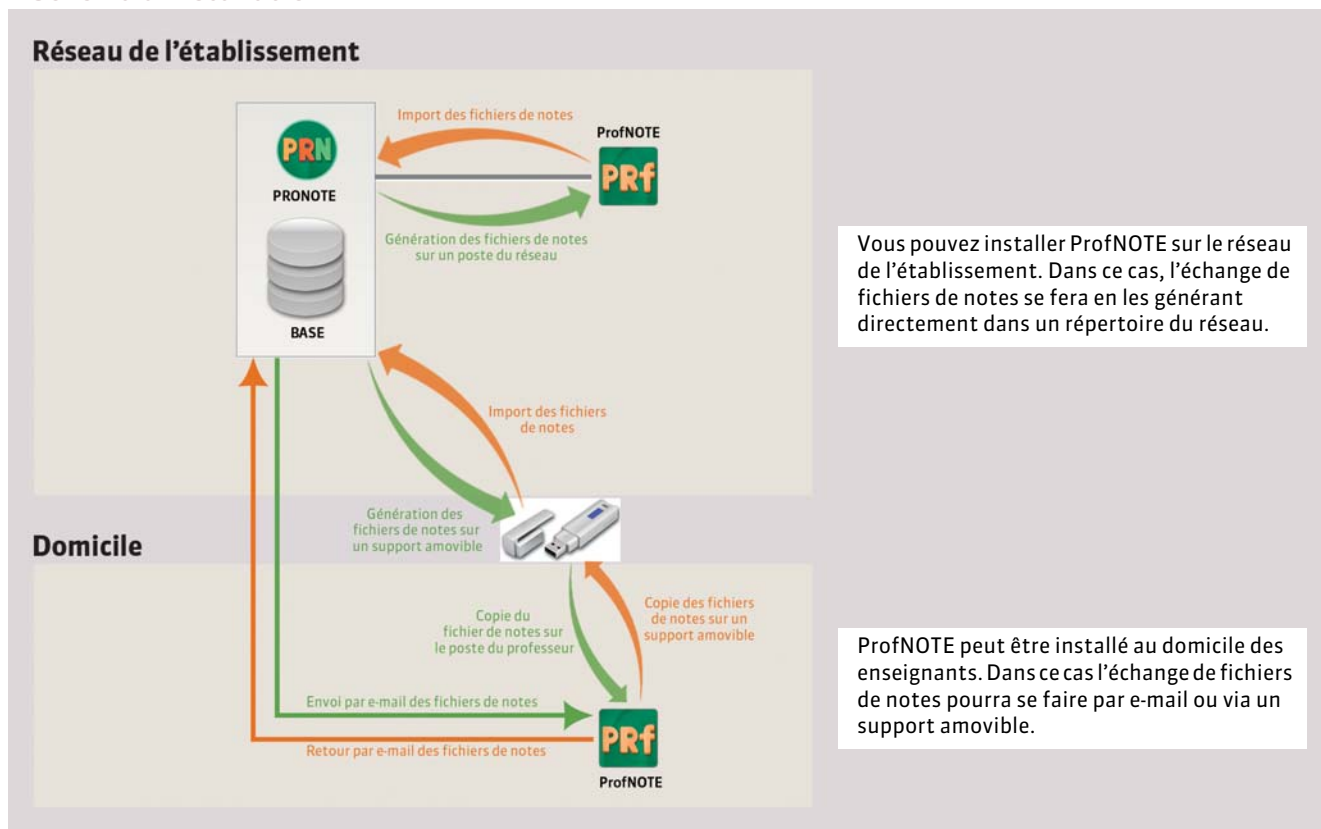 Réseau de l'établissement
Import des fichiers de notes
ProfNOTE
PRN
PRf
PRONOTE
Génération des fichiers de notes
sur un poste du réseau
BASE
Vous pouvez installer ProfNOTE sur le réseau
de l'établissement. Dans ce cas, l'échange de
fichiers de notes se fera en les générant
directement dans un répertoire du réseau.
Import des fichiers
de notes
Génération des
fichiers de notes sur
un support amovible
Domicile
Copie du
fichier de notes sur
le poste du professeur
Copie des fichiers
de notes sur un
support amovible
ProfNOTE peut être installé au domicile des
enseignants. Dans ce cas l'échange de fichiers
de notes pourra se faire par e-mail ou via un
support amovible.
Envoi par e-mail des fichiers de notes
PRf
Retour par e-mail des fichiers de notes
ProfNOTE